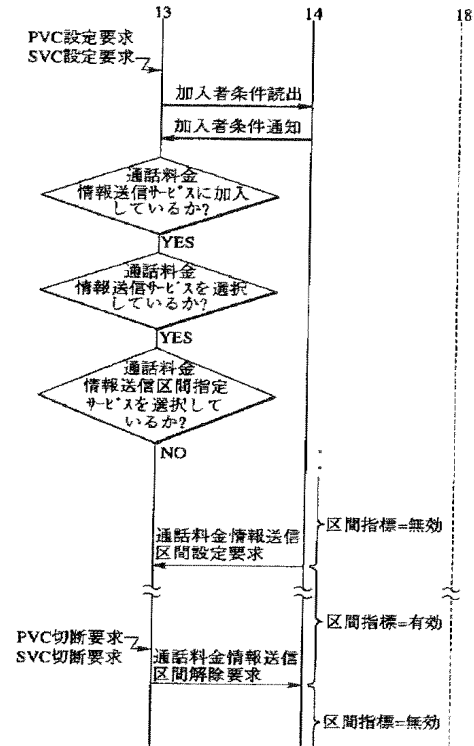 13
14
18
PVC設定要求
SVC設定要求
加入者条件読出
加入者条件通知
通話料金
情報送信サービスに加入
しているか?
YES
通話料金
情報送信サービスを選択
しているか?
YES
通話料金
情報送信区間指定
サービスを選択して
いるか?
NO
区間指標=無効
通話料金情報送信
区間設定要求
区間指標=有効
PVC切断要求
SVC切断要求
通話料金情報送信
区間解除要求
区間指標=無効